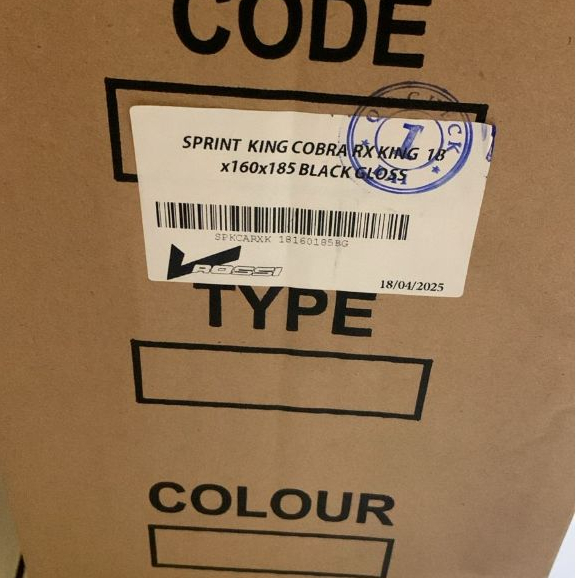 CODE
SPRINT KING COBRA RX KING 18
x160x185 BLACK GLOSS
SPKCARXK 18160185BG
V ROSSI
18/04/2025
TYPE
COLOUR